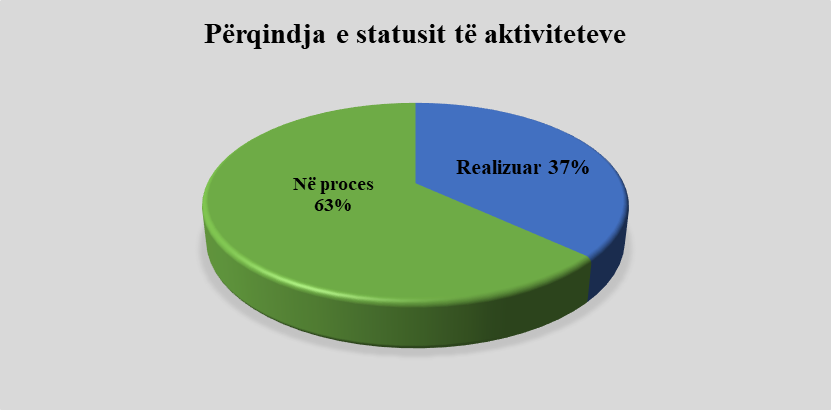 Përqindja e statusit të aktiviteteve
Realizuar 37%
Në proces
63%